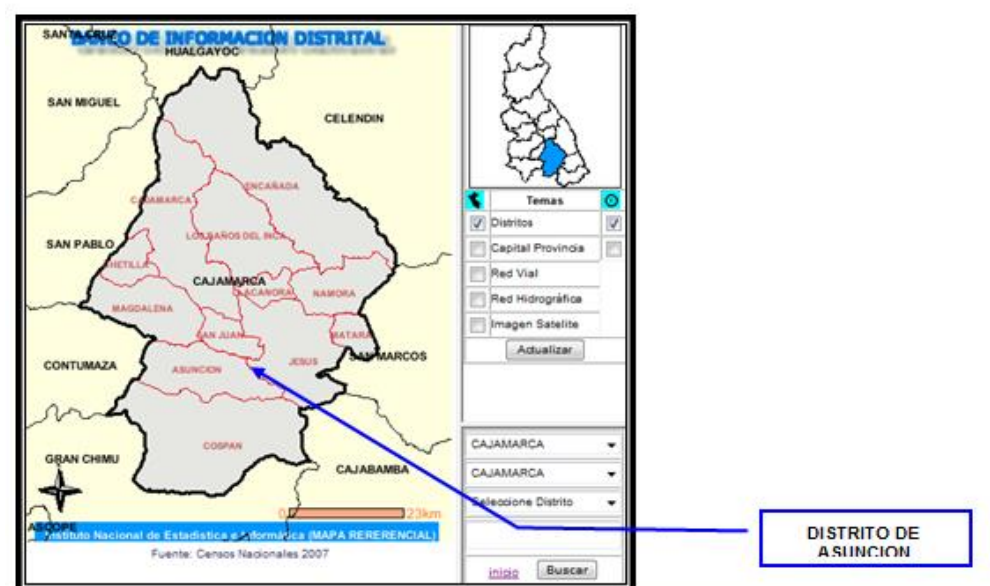 BANCO DE INFORMACION DISTRITAL
SANTA CRUZ
HUALGAYOC
SAN MIGUEL
CELENDIN
ENCAÑADA
CAJAMARCA
LOS BAÑOS DEL INCA
SAN PABLO
CHETILLA
CAJAMARCA
LLACANORA
NAMORA
MAGDALENA
SAN JUAN
MATARA
SAN MARCOS
CONTUMAZA
ASUNCION
JESUS
COSPAN
GRAN CHIMU
CAJABAMBA
0 23km
ASCOPE
Instituto Nacional de Estadística e Informática (MAPA RERERENCIAL)
Fuente: Censos Nacionales 2007
Temas
Distritos
Capital Provincia
Red Vial
Red Hidrográfica
Imagen Satelite
Actualizar
CAJAMARCA
CAJAMARCA
Seleccione Distrito
inicio Buscar
DISTRITO DE
ASUNCION